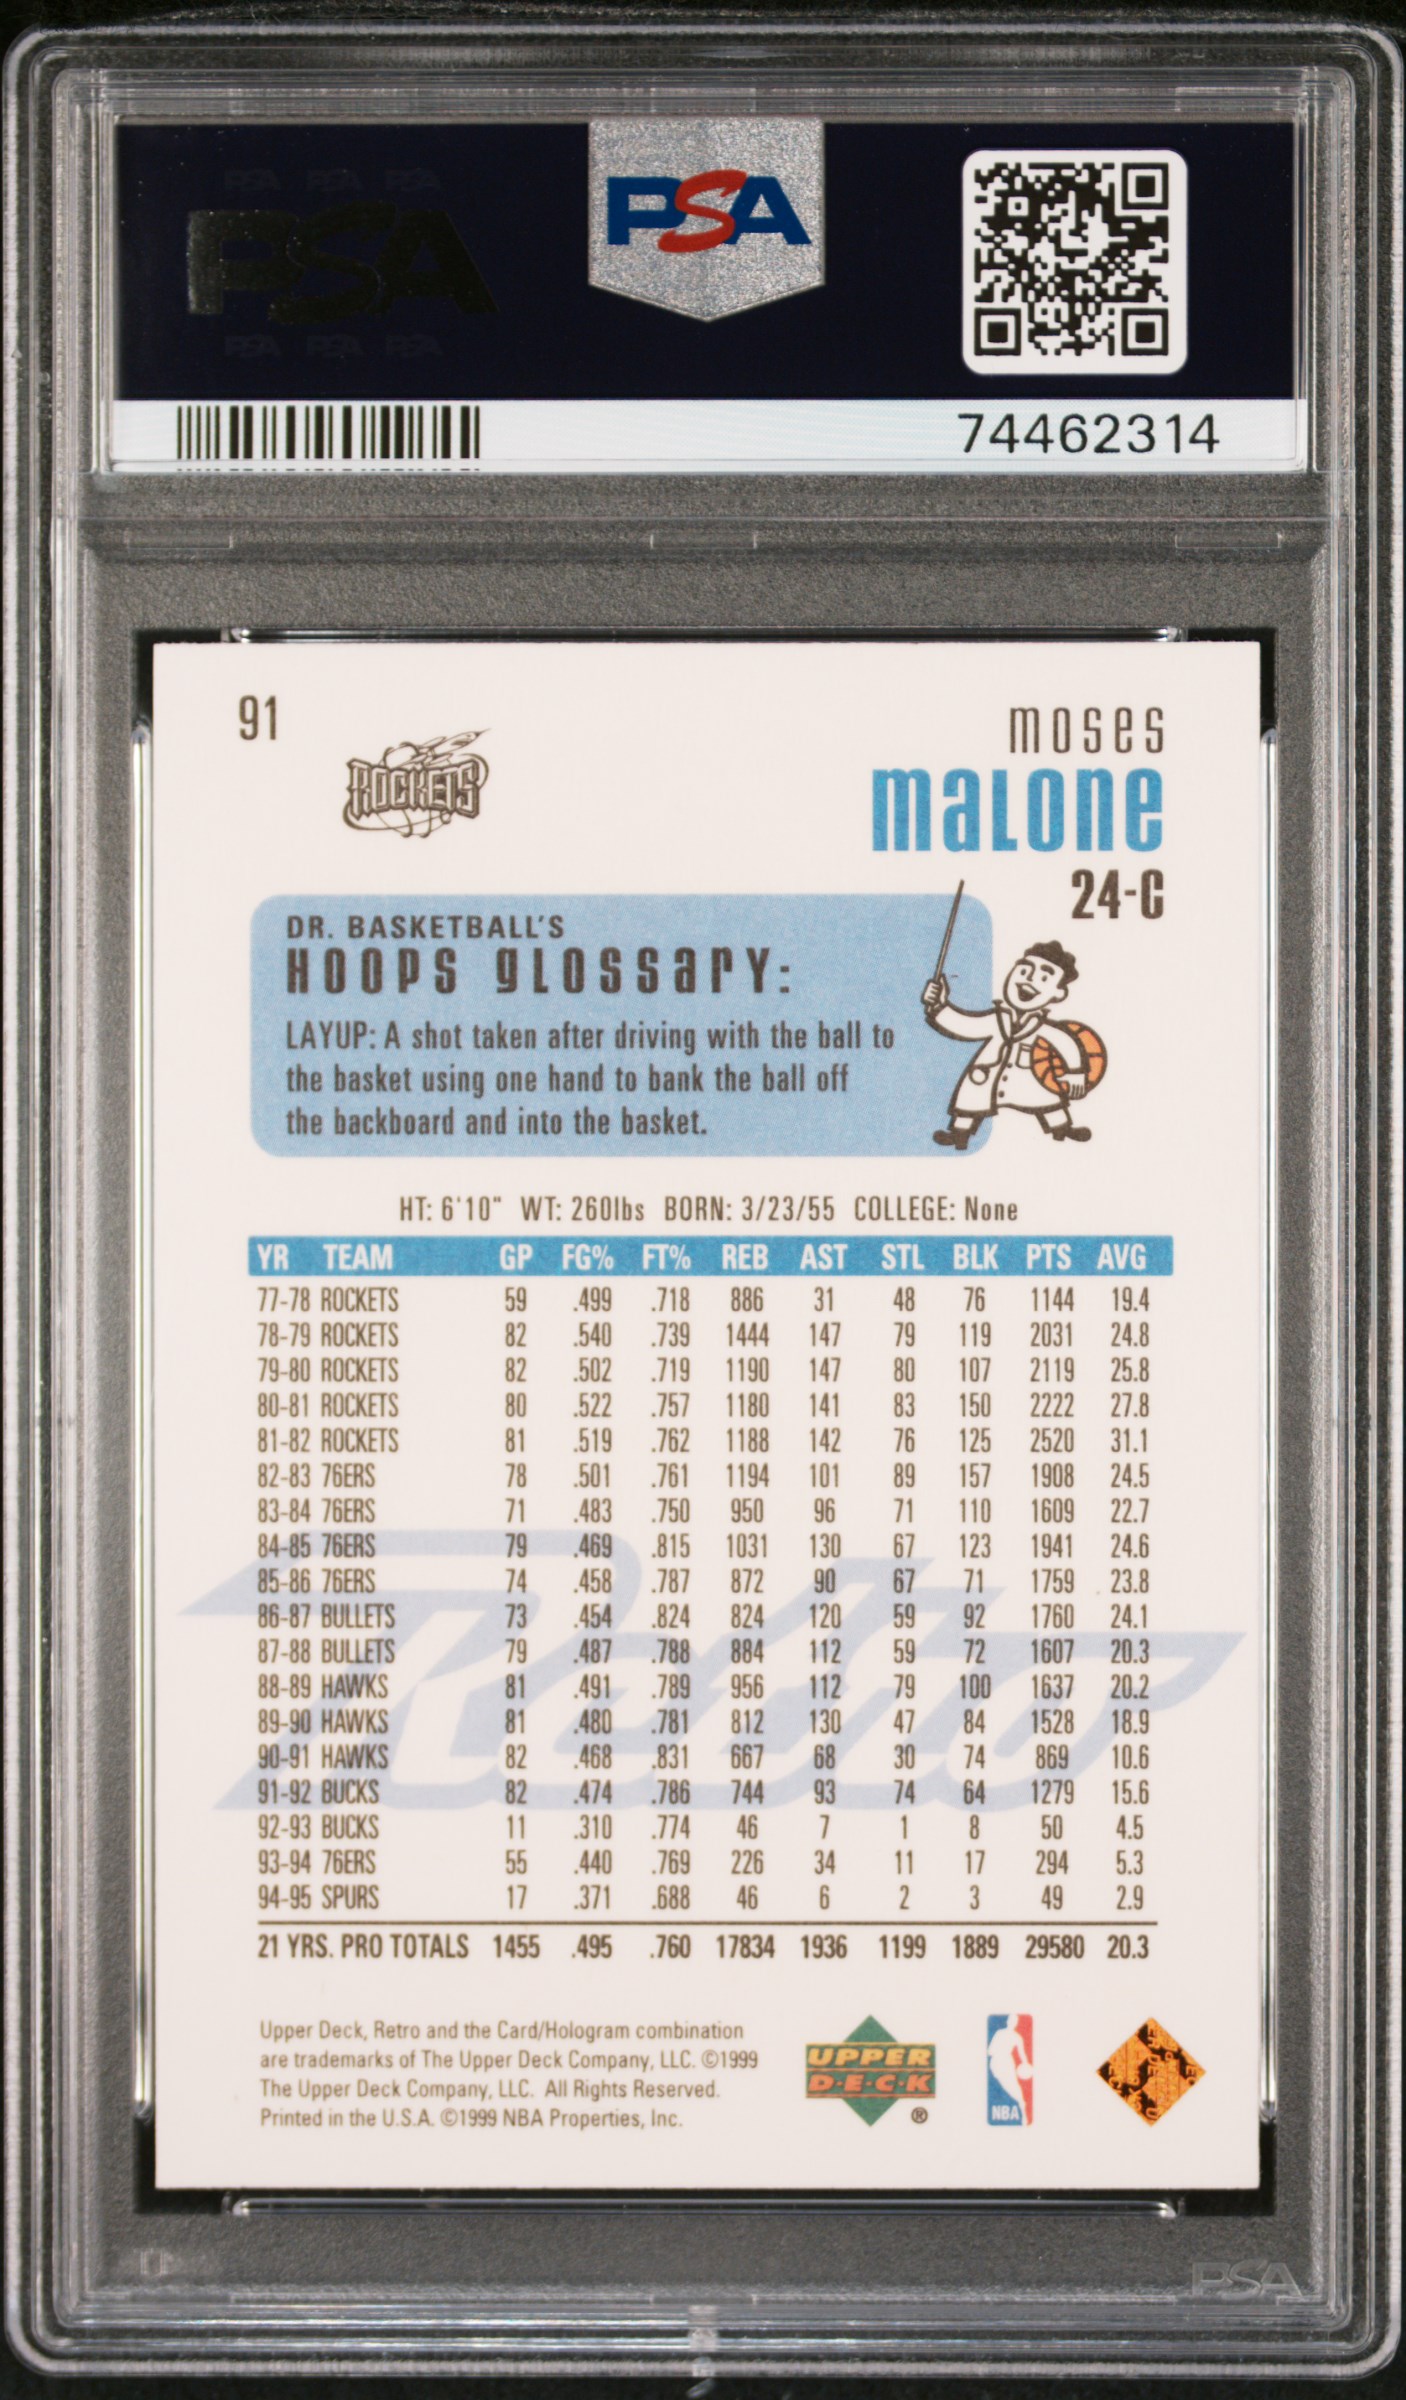 PSA PSA PSA
PSA
PSA PSA PSA
PSA
74462314
91
ROCKETS
moses
malone
24-C
DR. BASKETBALL'S
HOOPS GLOSSARY:
LAYUP: A shot taken after driving with the ball to
the basket using one hand to bank the ball off
the backboard and into the basket.
HT: 6'10" WT: 260lbs BORN: 3/23/55 COLLEGE: None
YR TEAM GP FG% FT% REB AST STL BLK PTS AVG
77-78 ROCKETS 59 .499 .718 886 31 48 76 1144 19.4
78-79 ROCKETS 82 .540 .739 1444 147 79 119 2031 24.8
79-80 ROCKETS 82 .502 .719 1190 147 80 107 2119 25.8
80-81 ROCKETS 80 .522 .757 1180 141 83 150 2222 27.8
81-82 ROCKETS 81 .519 .762 1188 142 76 125 2520 31.1
82-83 76ERS 78 .501 .761 1194 101 89 157 1908 24.5
83-84 76ERS 71 .483 .750 950 96 71 110 1609 22.7
84-85 76ERS 79 .469 .815 1031 130 67 123 1941 24.6
85-86 76ERS 74 .458 .787 872 90 67 71 1759 23.8
86-87 BULLETS 73 .454 .824 824 120 59 92 1760 24.1
87-88 BULLETS 79 .487 .788 884 112 59 72 1607 20.3
88-89 HAWKS 81 .491 .789 956 112 79 100 1637 20.2
89-90 HAWKS 81 .480 .781 812 130 47 84 1528 18.9
90-91 HAWKS 82 .468 .831 667 68 30 74 869 10.6
91-92 BUCKS 82 .474 .786 744 93 74 64 1279 15.6
92-93 BUCKS 11 .310 .774 46 7 1 8 50 4.5
93-94 76ERS 55 .440 .769 226 34 11 17 294 5.3
94-95 SPURS 17 .371 .688 46 6 2 3 49 2.9
21 YRS. PRO TOTALS 1455 .495 .760 17834 1936 1199 1889 29580 20.3
Retro
Upper Deck, Retro and the Card/Hologram combination
are trademarks of The Upper Deck Company, LLC. ©1999
The Upper Deck Company, LLC. All Rights Reserved.
Printed in the U.S.A. ©1999 NBA Properties, Inc.
UPPER
D·E·C·K
®
NBA
PSA